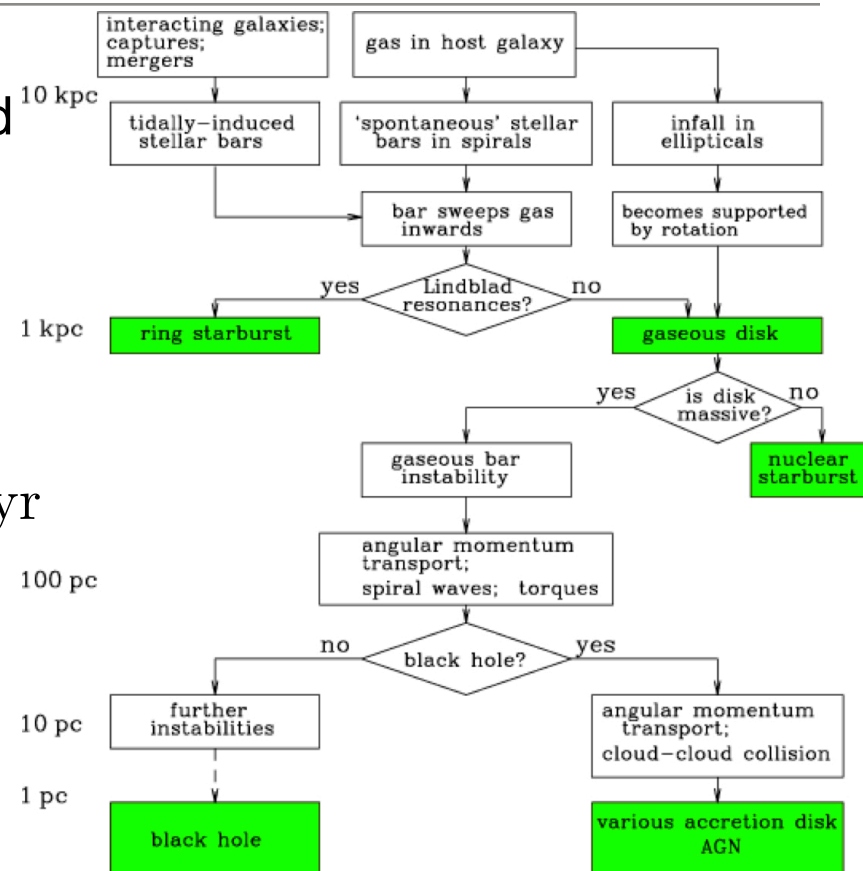 interacting galaxies;
captures;
mergers
gas in host galaxy
d
10 kpc
tidally-induced
stellar bars
'spontaneous' stellar
bars in spirals
infall in
ellipticals
bar sweeps gas
inwards
becomes supported
by rotation
yes
Lindblad
resonances?
no
1 kpc
ring starburst
gaseous disk
yes
is disk
massive?
no
gaseous bar
instability
nuclear
starburst
yr
angular momentum
transport;
spiral waves; torques
100 pc
no
black hole?
yes
10 pc
further
instabilities
angular momentum
transport;
cloud-cloud collision
1 pc
black hole
various accretion disk
AGN